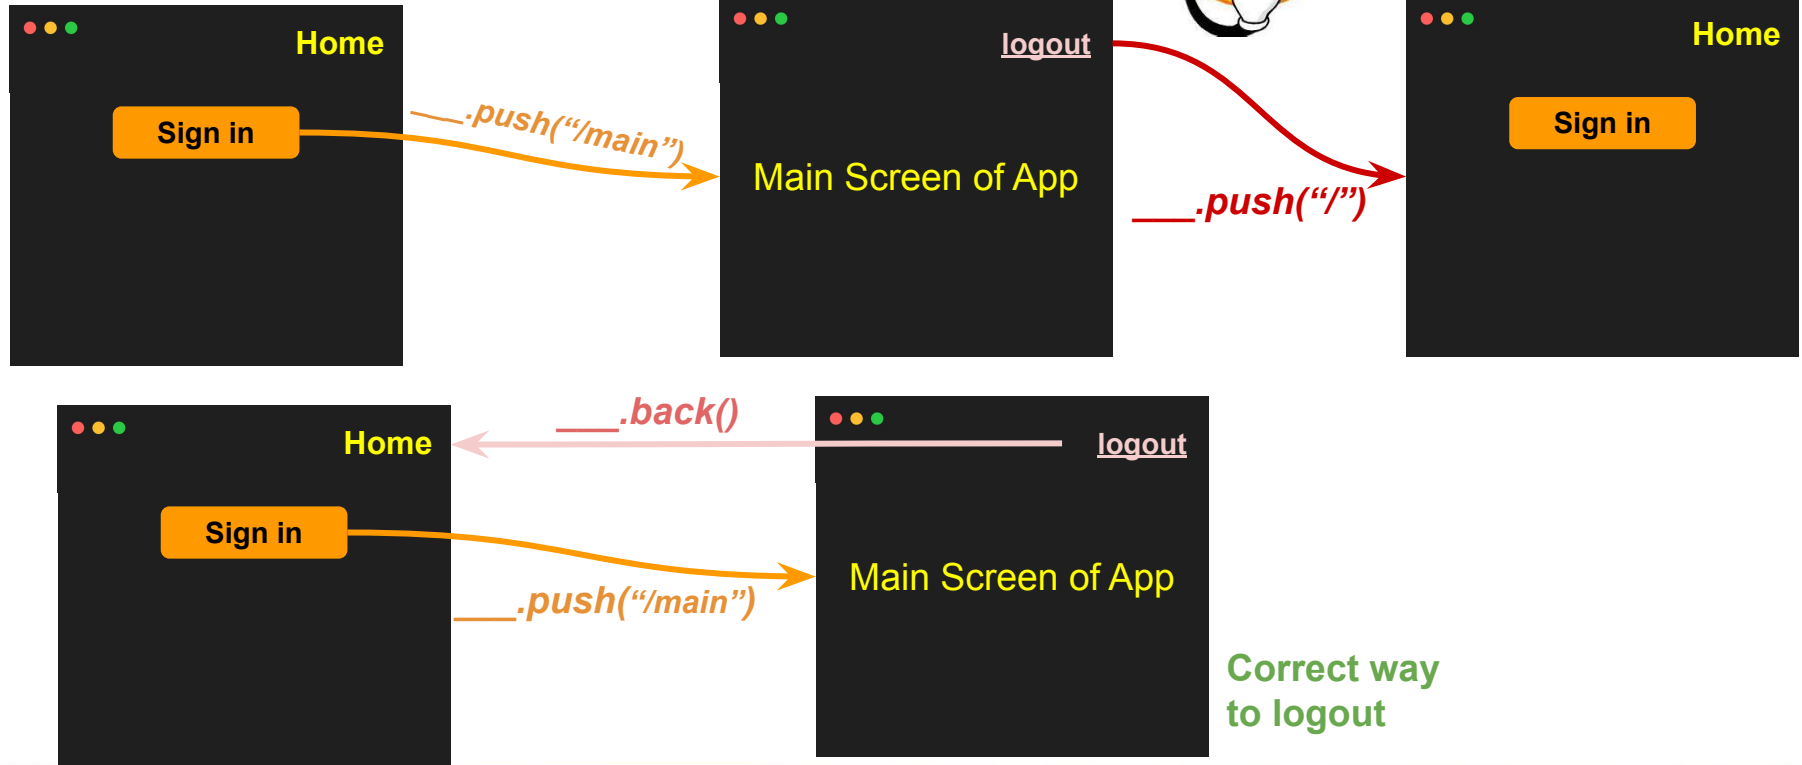 Home
Sign in
___.push(“/main”)
logout
Main Screen of App
___.push(“/”)
Home
Sign in
___.back()
Home
Sign in
___.push(“/main”)
logout
Main Screen of App
Correct way
to logout